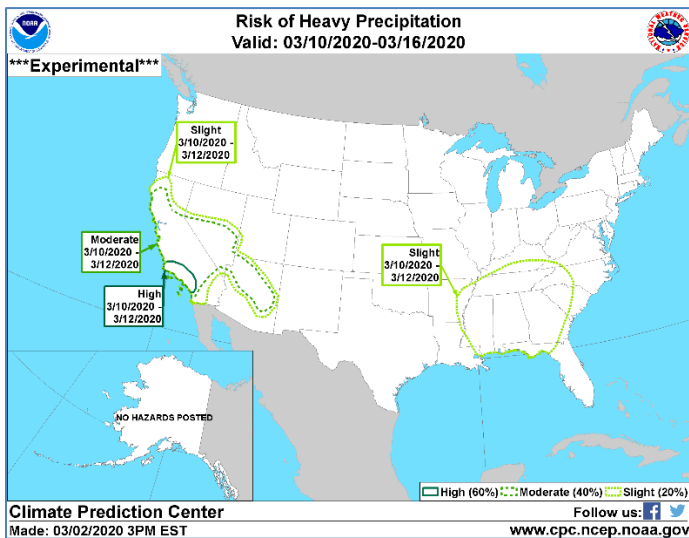 Risk of Heavy Precipitation
Valid: 03/10/2020-03/16/2020
***Experimental***
Slight
3/10/2020 -
3/12/2020
Moderate
3/10/2020 -
3/12/2020
High
3/10/2020 -
3/12/2020
Slight
3/10/2020 -
3/12/2020
NO HAZARDS POSTED
High (60%) Moderate (40%) Slight (20%)
Climate Prediction Center
Follow us:
Made: 03/02/2020 3PM EST
www.cpc.ncep.noaa.gov
NOAA